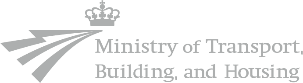 Ministry of Transport,
Building, and Housing